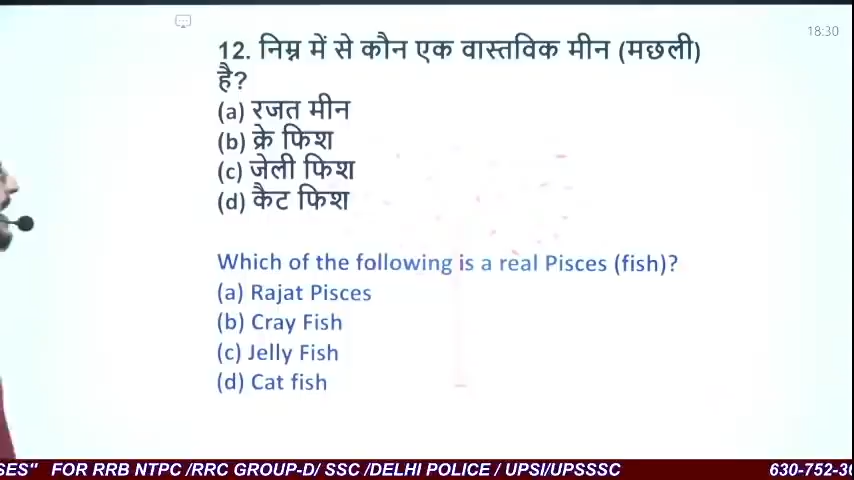 18:30
12. निम्न में से कौन एक वास्तविक मीन (मछली)
है?
(a) रजत मीन
(b) क्रे फिश
(c) जेली फिश
(d) कैट फिश
Which of the following is a real Pisces (fish)?
(a) Rajat Pisces
(b) Cray Fish
(c) Jelly Fish
(d) Cat fish
SES" FOR RRB NTPC /RRC GROUP-D/ SSC /DELHI POLICE / UPSI/UPSSSC 630-752-36